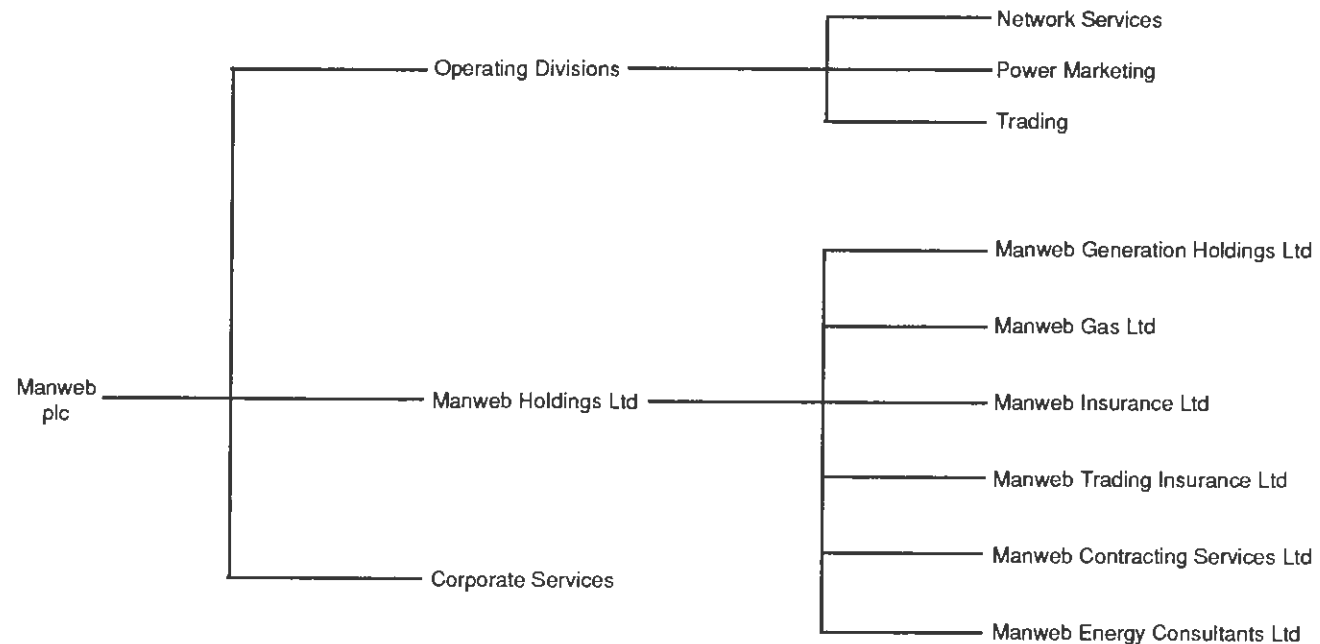 Network Services
Operating Divisions
Power Marketing
Trading
Manweb Generation Holdings Ltd
Manweb Gas Ltd
Manweb
plc
Manweb Holdings Ltd
Manweb Insurance Ltd
Manweb Trading Insurance Ltd
Manweb Contracting Services Ltd
Corporate Services
Manweb Energy Consultants Ltd